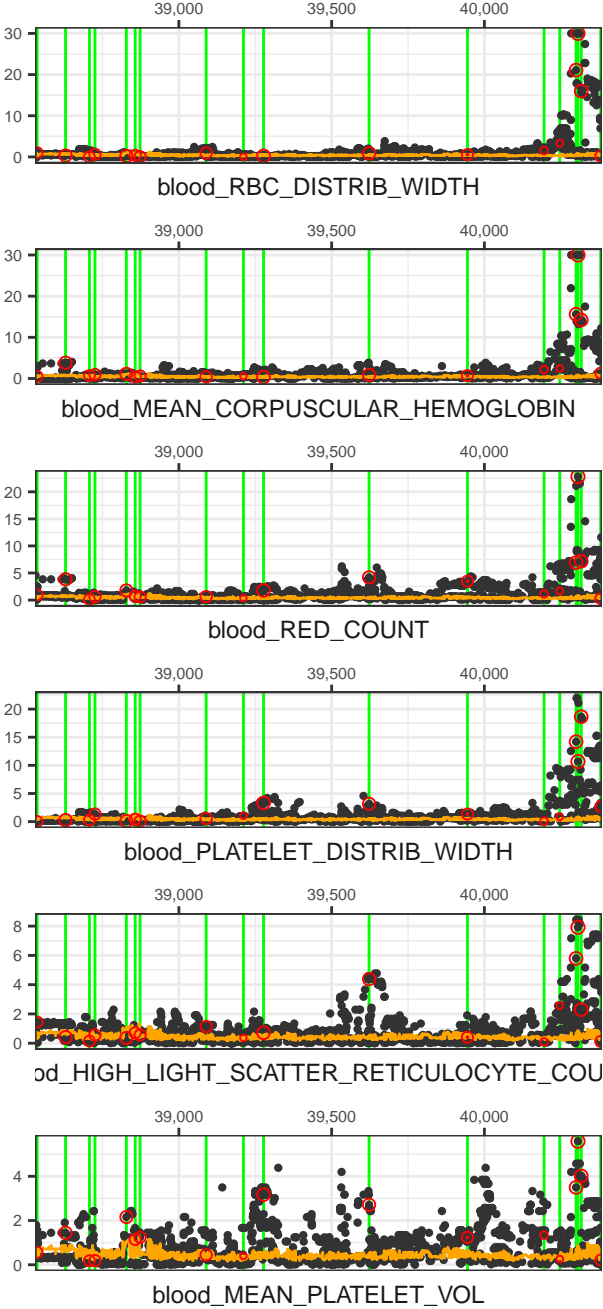 39,000 39,500 40,000
30
20
10
0
blood_RBC_DISTRIB_WIDTH
39,000 39,500 40,000
30
20
10
0
blood_MEAN_CORPUSCULAR_HEMOGLOBIN
39,000 39,500 40,000
20
15
10
5
0
blood_RED_COUNT
39,000 39,500 40,000
20
15
10
5
0
blood_PLATELET_DISTRIB_WIDTH
39,000 39,500 40,000
8
6
4
2
0
od_HIGH_LIGHT_SCATTER_RETICULOCYTE_COU
39,000 39,500 40,000
4
2
0
blood_MEAN_PLATELET_VOL